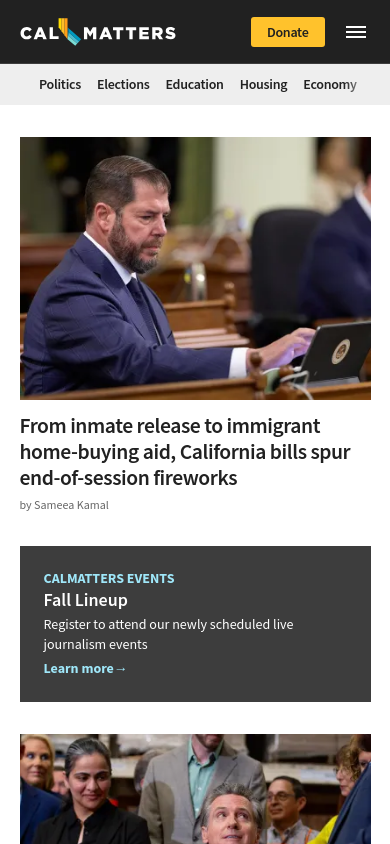 CALMATTERS
Donate
Politics Elections Education Housing Economy
From inmate release to immigrant
home-buying aid, California bills spur
end-of-session fireworks
by Sameea Kamal
CALMATTERS EVENTS
Fall Lineup
Register to attend our newly scheduled live
journalism events
Learn more→